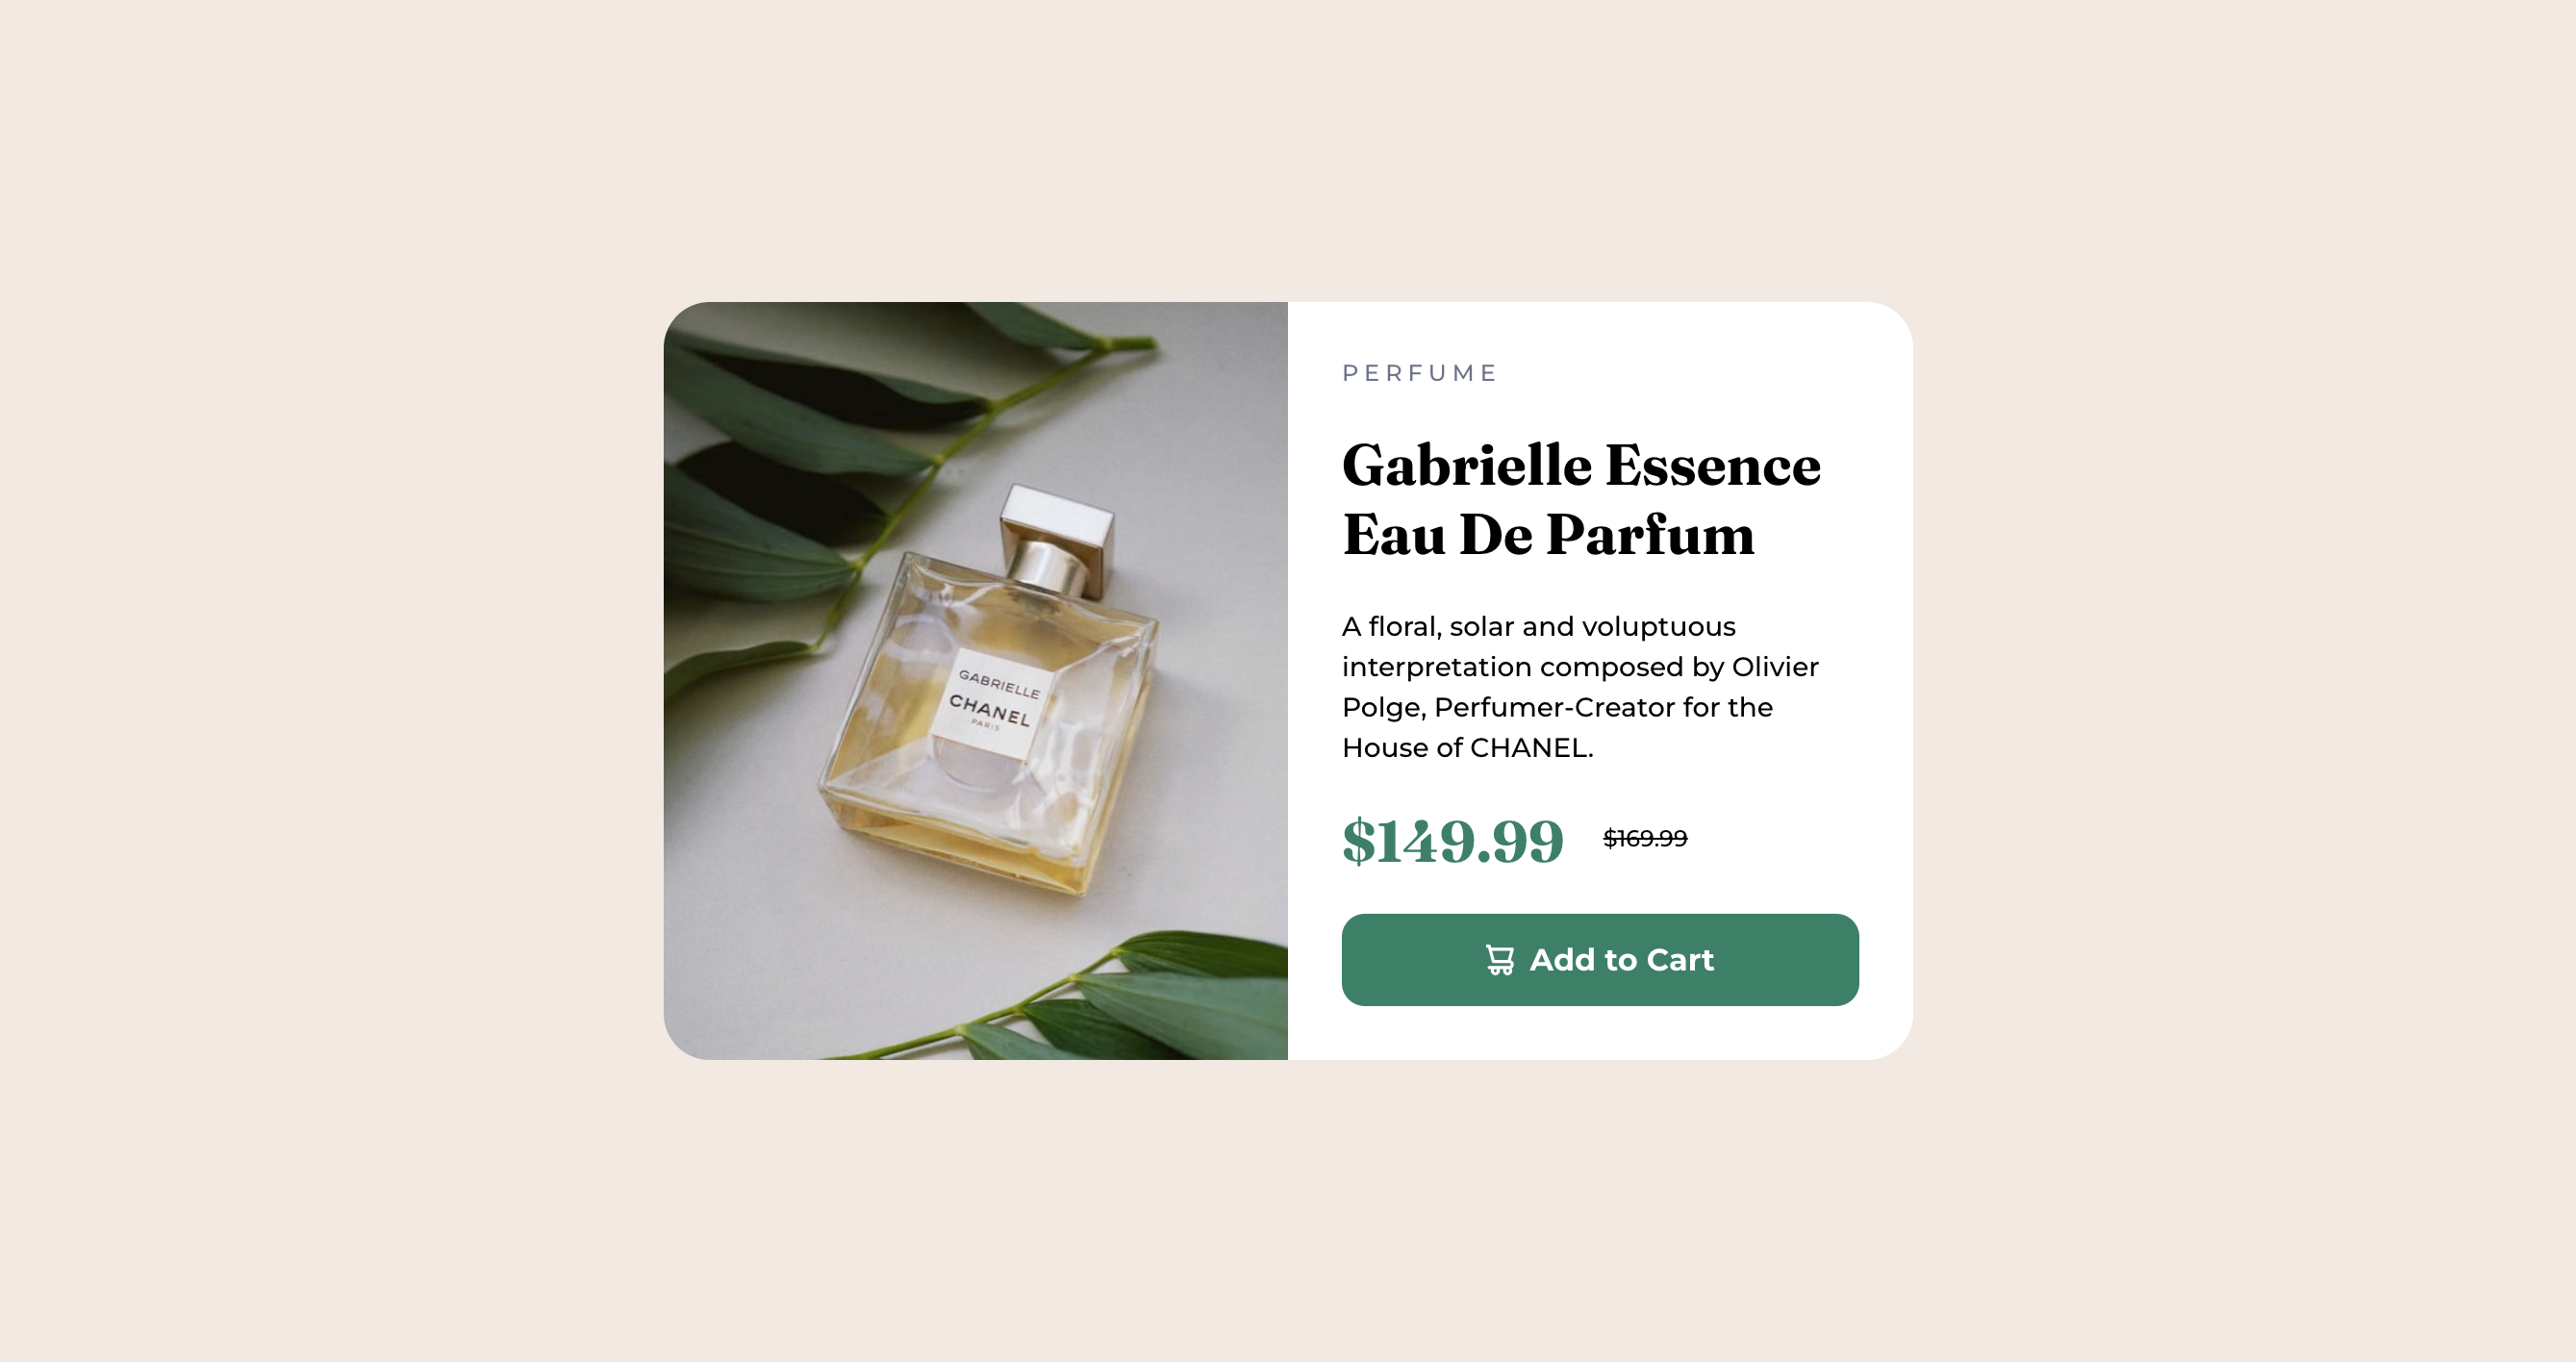 GABRIELLE
CHANEL
PARIS
PERFUME
Gabrielle Essence
Eau De Parfum
A floral, solar and voluptuous
interpretation composed by Olivier
Polge, Perfumer-Creator for the
House of CHANEL.
$149.99 $169.99
Add to Cart